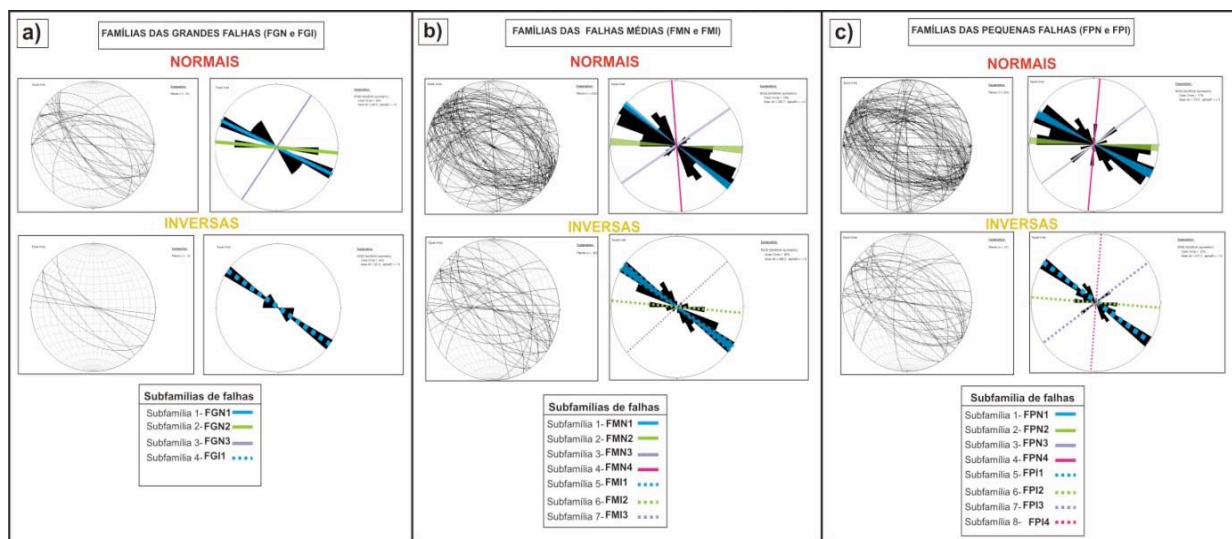 a)
FAMÍLIAS DAS GRANDES FALHAS (FGN e FGI)
NORMAIS
INVERSAS
Subfamílias de falhas
Subfamília 1- FGN1
Subfamília 2- FGN2
Subfamília 3- FGN3
Subfamília 4- FGI1
b)
FAMÍLIAS DAS FALHAS MÉDIAS (FMN e FMI)
NORMAIS
INVERSAS
Subfamílias de falhas
Subfamília 1- FMN1
Subfamília 2- FMN2
Subfamília 3- FMN3
Subfamília 4- FMN4
Subfamília 5- FMI1
Subfamília 6- FMI2
Subfamília 7- FMI3
c)
FAMÍLIAS DAS PEQUENAS FALHAS (FPN e FPI)
NORMAIS
INVERSAS
Subfamílias de falhas
Subfamília 1- FPN1
Subfamília 2- FPN2
Subfamília 3- FPN3
Subfamília 4- FPN4
Subfamília 5- FPI1
Subfamília 6- FPI2
Subfamília 7- FPI3
Subfamília 8- FPI4